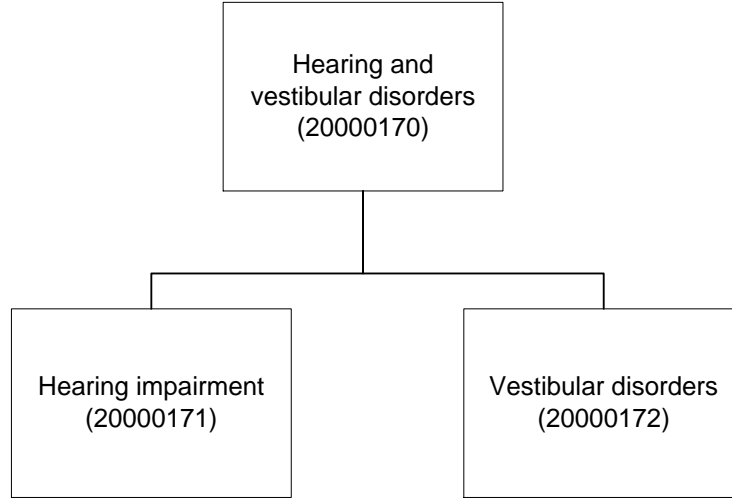 Hearing and
vestibular disorders
(20000170)
Hearing impairment
(20000171)
Vestibular disorders
(20000172)